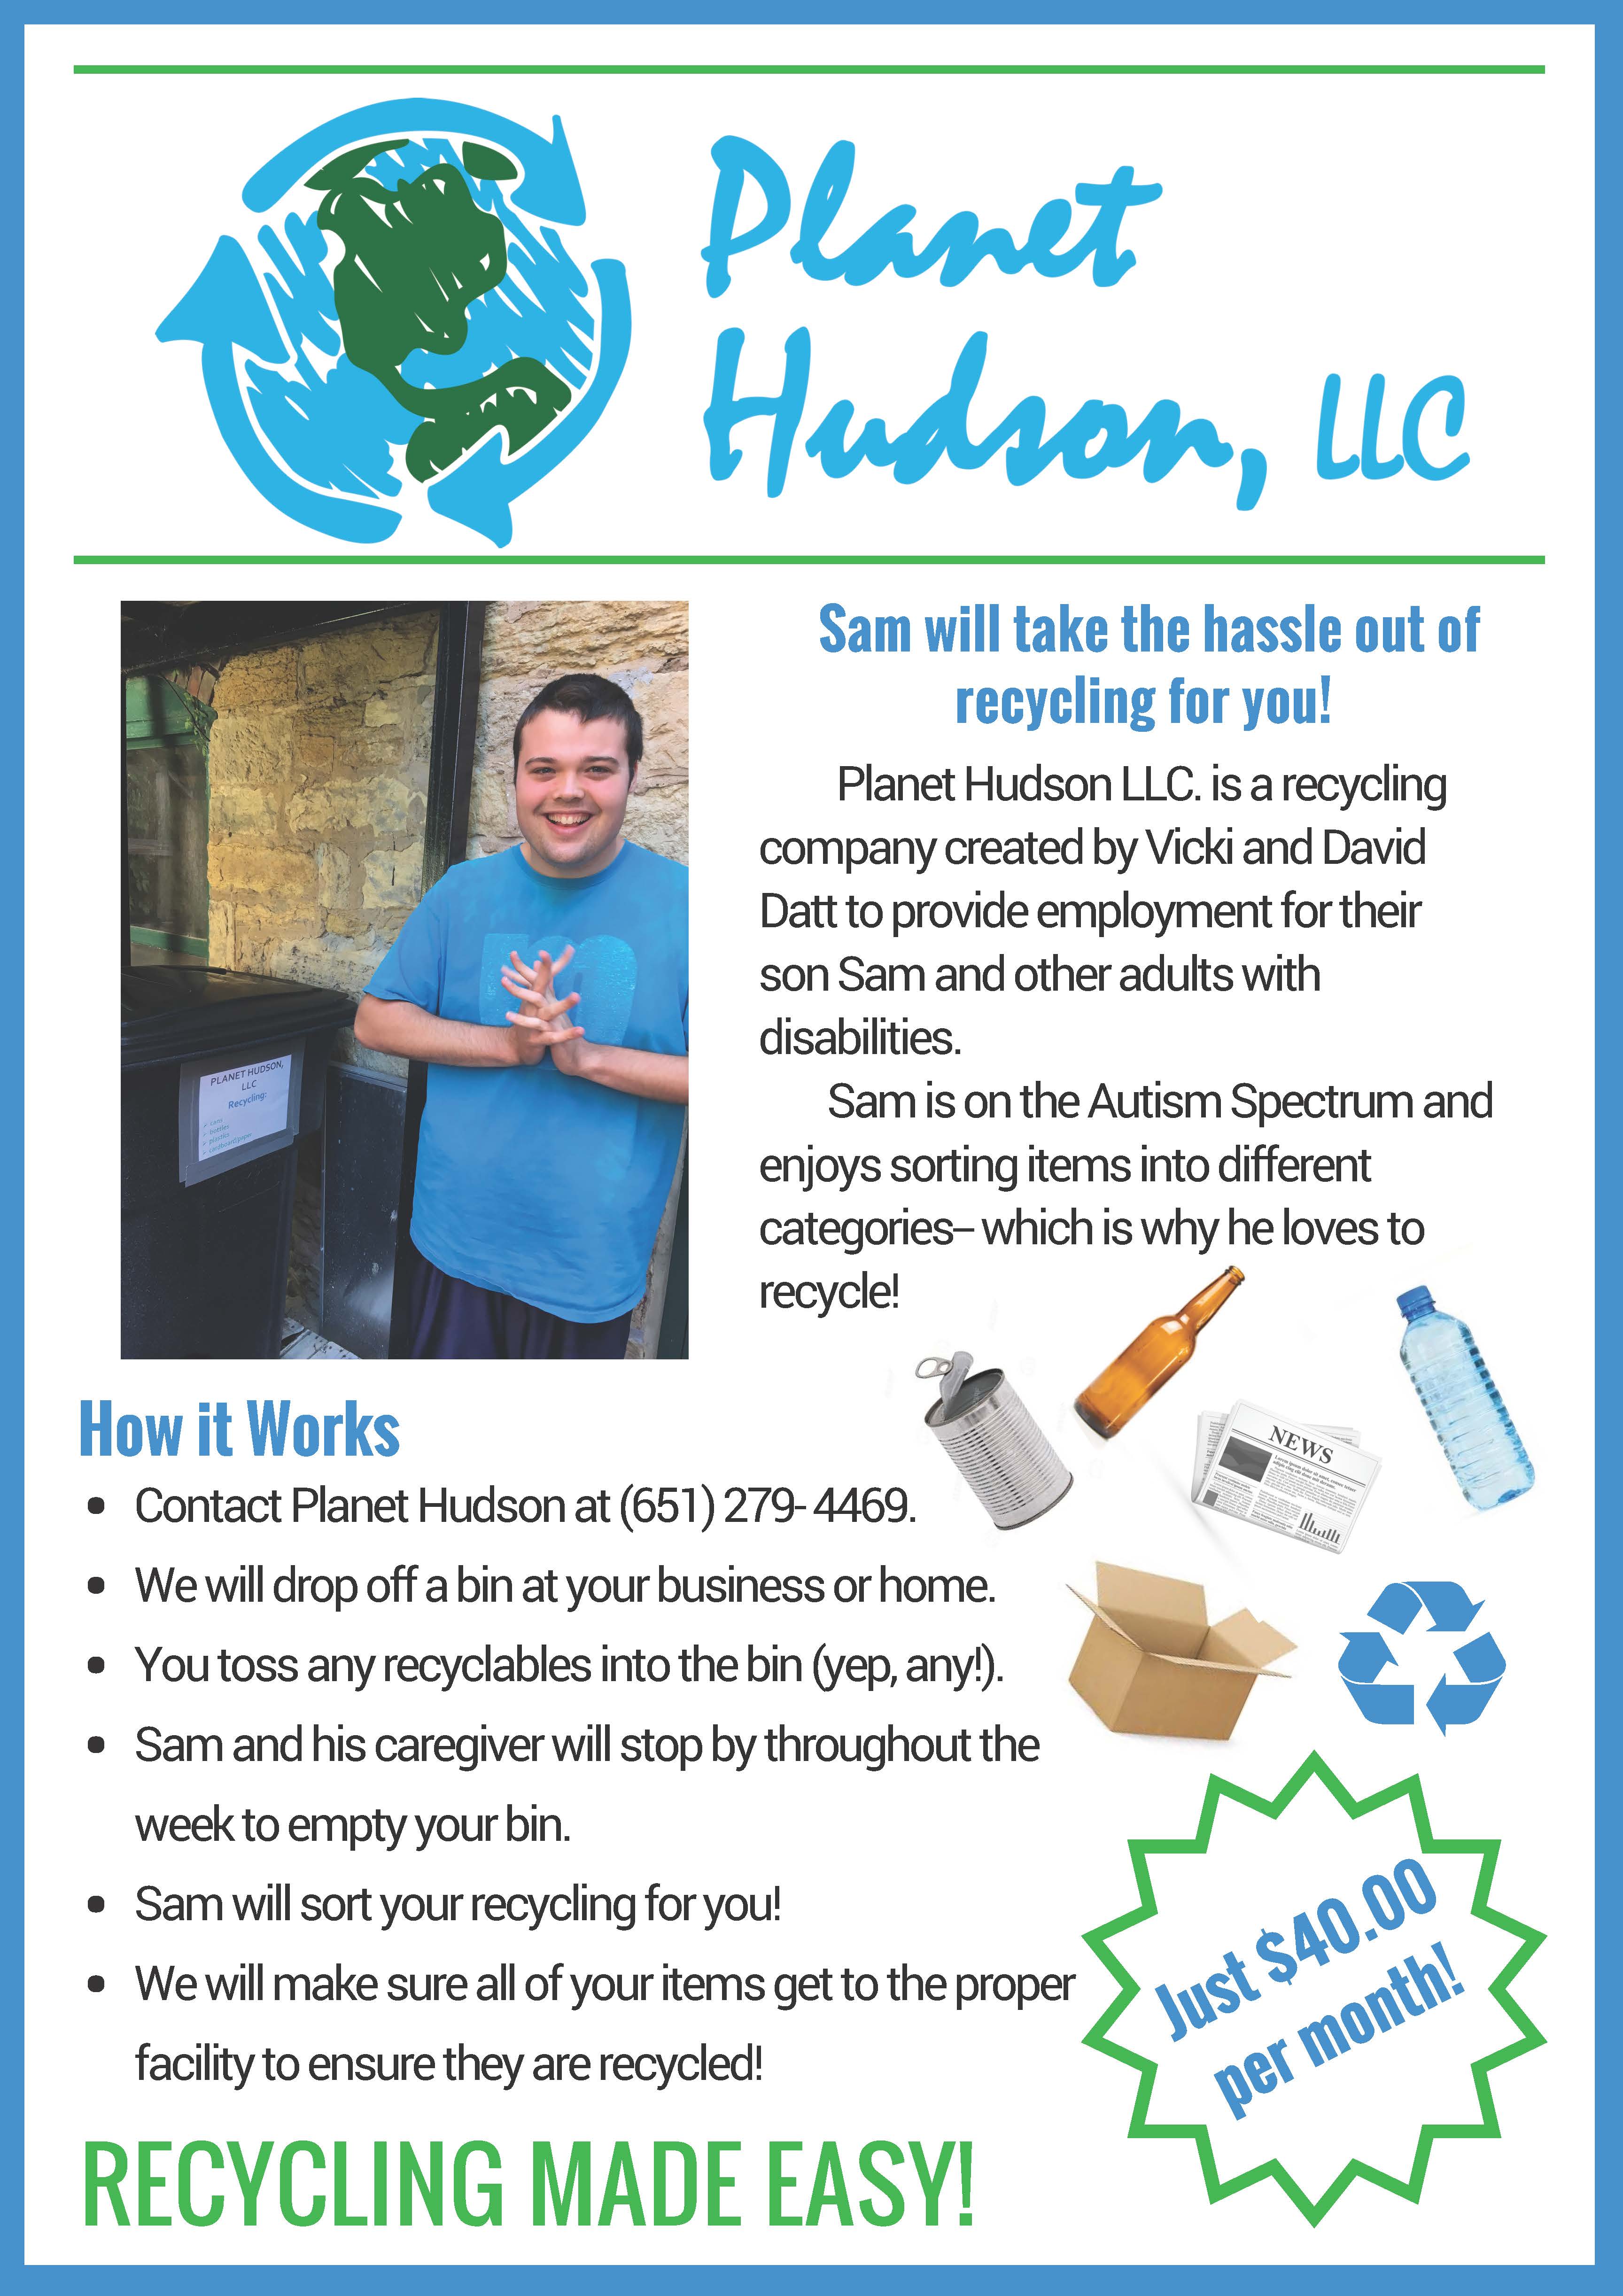 Planet
Hudson, LLC
Sam will take the hassle out of
recycling for you!
Planet Hudson LLC. is a recycling
company created by Vicki and David
Datt to provide employment for their
son Sam and other adults with
disabilities.
Sam is on the Autism Spectrum and
enjoys sorting items into different
categories– which is why he loves to
recycle!
PLANET HUDSON,
LLC
Recycling:
✓ cans
✓ bottles
✓ plastics
✓ cardboard/paper
NEWS
How it Works
• Contact Planet Hudson at (651) 279- 4469.
• We will drop off a bin at your business or home.
• You toss any recyclables into the bin (yep, any!).
• Sam and his caregiver will stop by throughout the
week to empty your bin.
• Sam will sort your recycling for you!
• We will make sure all of your items get to the proper
facility to ensure they are recycled!
Just $40.00
per month!
RECYCLING MADE EASY!